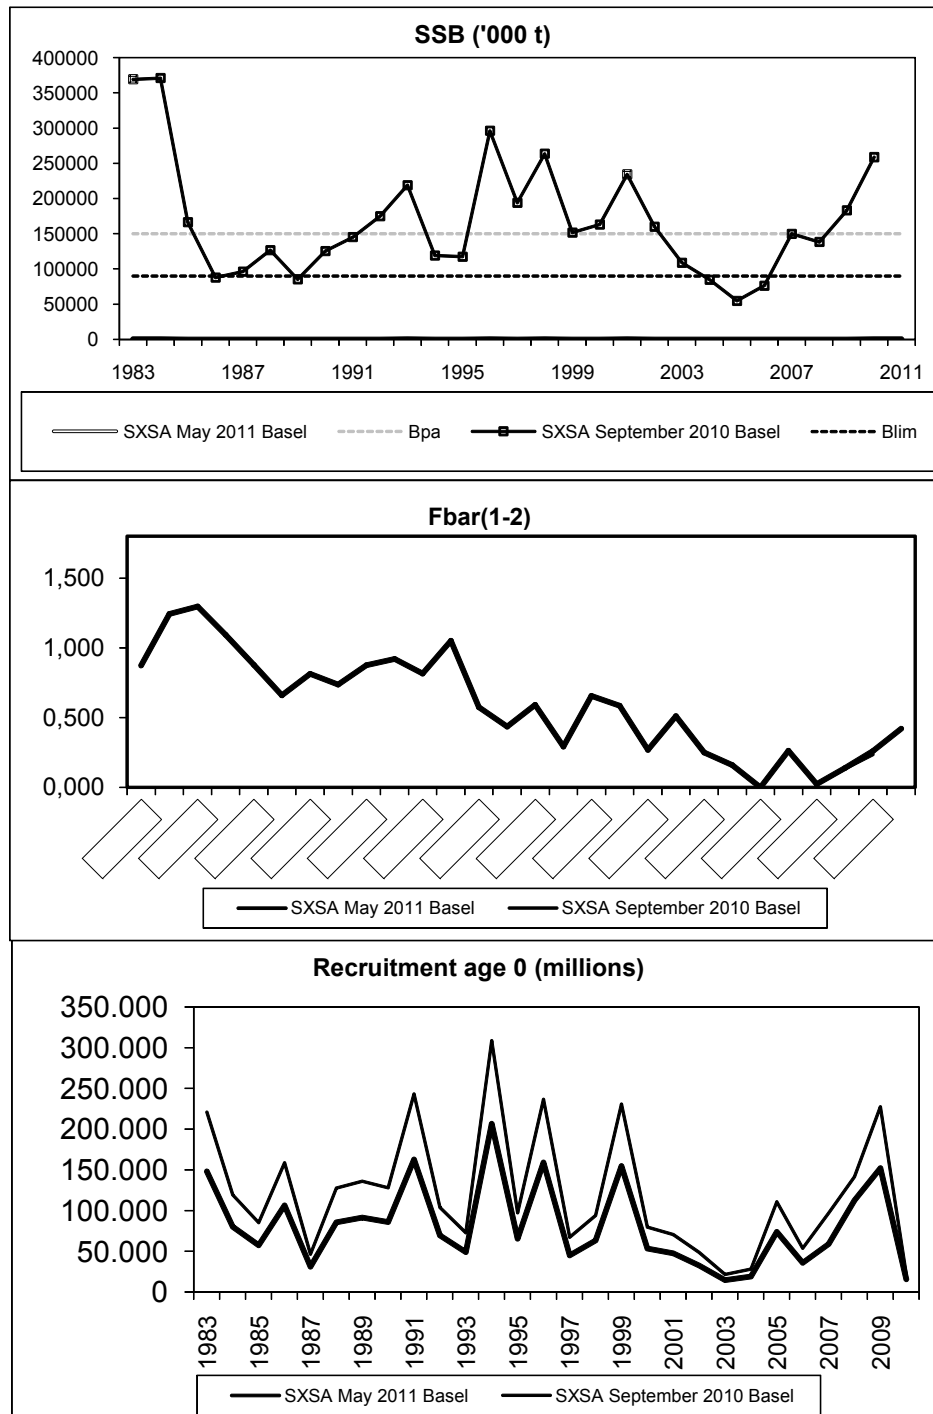 SSB ('000 t)
400000
350000
300000
250000
200000
150000
100000
50000
0
1983 1987 1991 1995 1999 2003 2007 2011
SXSA May 2011 Basel Bpa SXSA September 2010 Basel Blim
Fbar(1-2)
1,500
1,000
0,500
0,000
SXSA May 2011 Basel SXSA September 2010 Basel
Recruitment age 0 (millions)
350.000
300.000
250.000
200.000
150.000
100.000
50.000
0
1983 1985 1987 1989 1991 1993 1995 1997 1999 2001 2003 2005 2007 2009
SXSA May 2011 Basel SXSA September 2010 Basel